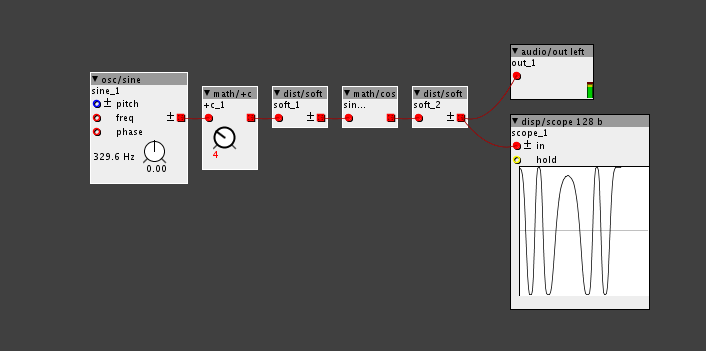 osc/sine
sine_1
± pitch
freq ±
phase
329.6 Hz
0.00
math/+c
+c_1
4
dist/soft
soft_1
±
math/cos
sin...
dist/soft
soft_2
±
audio/out left
out_1
disp/scope 128 b
scope_1
± in
hold